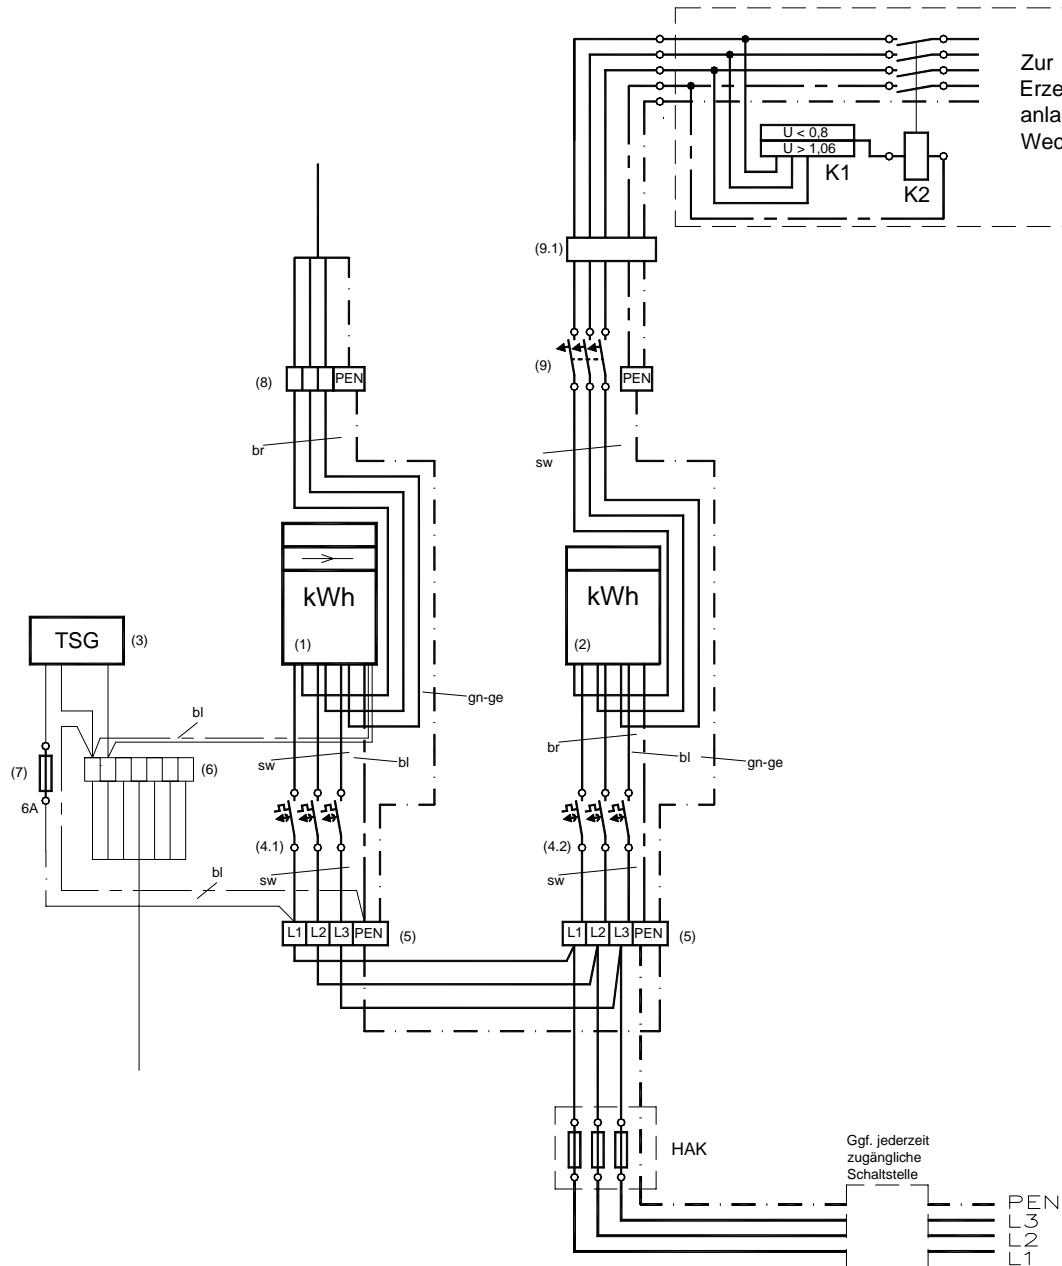 Zur
U < 0,8
U > 1,06
K1
K2
(9.1)
(9)
(8)
PEN
PEN
br
sw
kWh
(1)
kWh
(2)
TSG
(3)
gn-ge
bl
sw
bl
br
bl
gn-ge
(7)
(6)
6A
(4.1)
(4.2)
bl
sw
sw
L1
L2
L3
PEN
(5)
L1
L2
L3
PEN
(5)
HAK
Ggf. jederzeit
zugängliche
Schaltstelle
PEN
L3
L2
L1